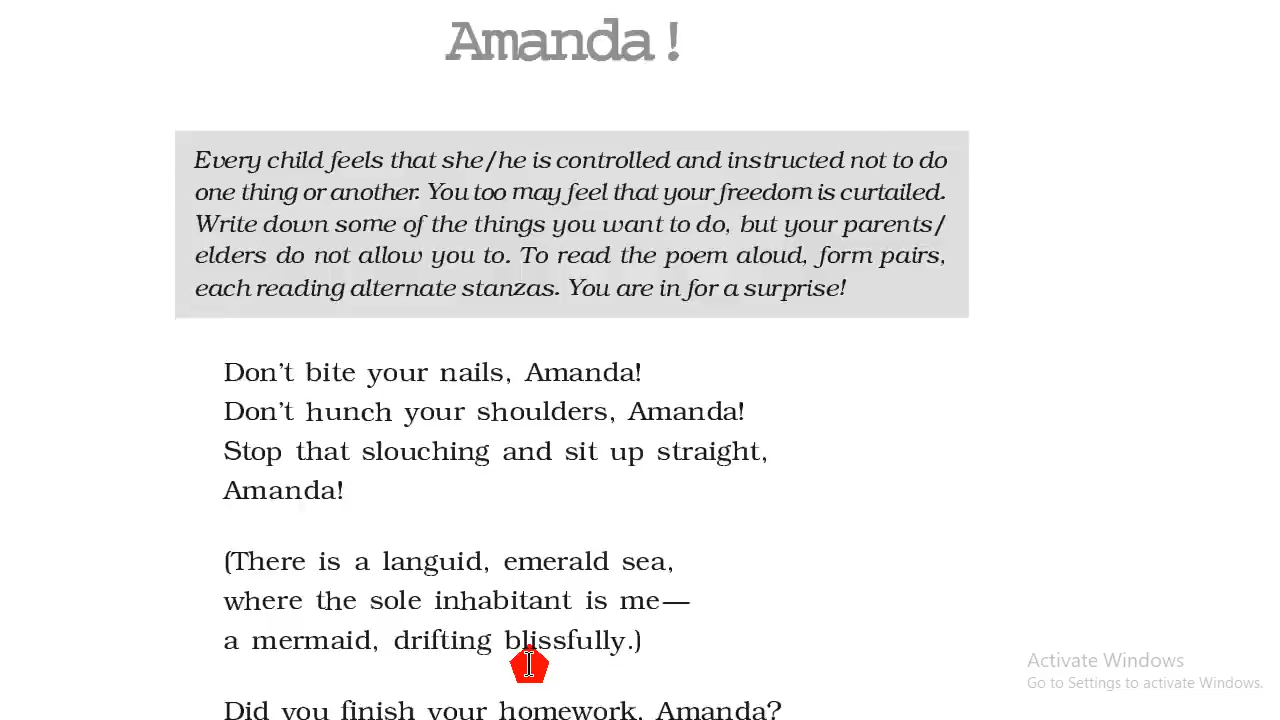 Amanda!
Every child feels that she/he is controlled and instructed not to do
one thing or another. You too may feel that your freedom is curtailed.
Write down some of the things you want to do, but your parents/
elders do not allow you to. To read the poem aloud, form pairs,
each reading alternate stanzas. You are in for a surprise!
Don't bite your nails, Amanda!
Don't hunch your shoulders, Amanda!
Stop that slouching and sit up straight,
Amanda!
(There is a languid, emerald sea,
where the sole inhabitant is me—
a mermaid, drifting blissfully.)
Did you finish your homework, Amanda?
Activate Windows
Go to Settings to activate Windows.